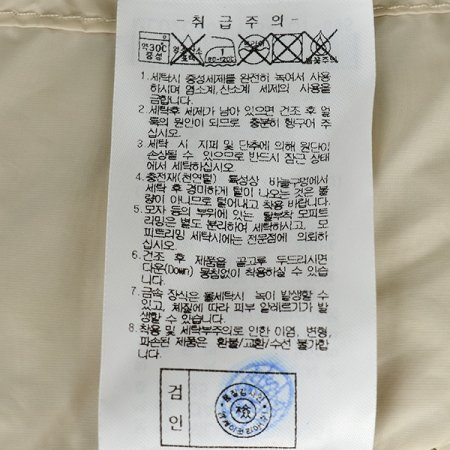 - 취 급 주 의 -
약30℃
중성
1. 세탁시 중성세제를 완전히 녹여서 사용
하시며 염소계, 산소계 세제의 사용을
금합니다.
2. 세탁후 세제가 남아 있으면 건조 후 얼
룩의 원인이 되므로 충분히 헹구어 주
십시오.
3. 세탁 시 지퍼 및 단추에 의해 원단이
손상될 수 있으므로 반드시 잠근 상태
에서 세탁하십시오.
4. 충전재(천연털) 특성상 바늘구멍에서
세탁 후 경미하게 털이 나오는 것은 불
량이 아니므로 털어내고 착용 바랍니다.
5. 모자 등의 부위에 있는 탈부착 모피트
리밍은 별도 분리하여 세탁하시고, 모
피트리밍 세탁시에는 전문점에 의뢰하
십시오.
6. 건조 후 제품을 골고루 두드리시면
다운(Down) 뭉침없이 착용하실 수 있습
니다.
7. 금속 장식은 물세탁시 녹이 발생할 수
있고, 체질에 따라 피부 알레르기가 발
생할 수 있습니다.
8. 착용 및 세탁부주의로 인한 이염, 변형,
파손된 제품은 환불/교환/수선 불가합
니다.
검
인
檢